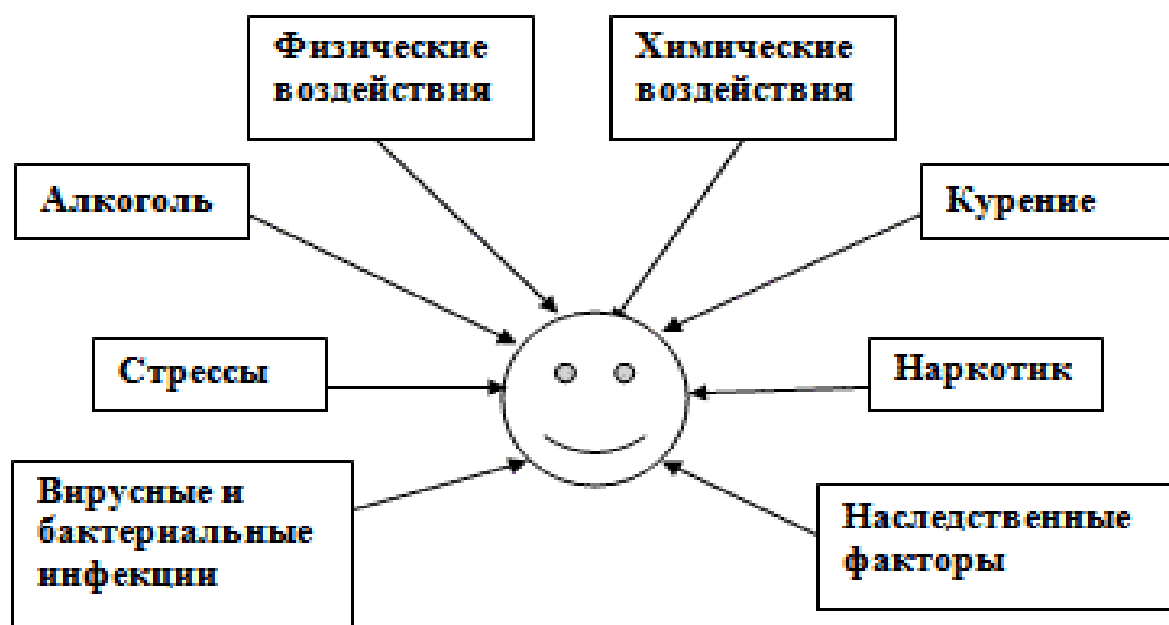 Физические
воздействия
Химические
воздействия
Алкоголь
Курение
Стрессы
Наркотик
Вирусные и
бактериальные
инфекции
Наследственные
факторы